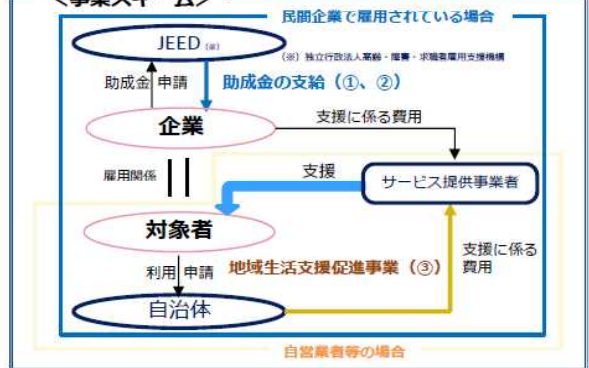 <事業スキーム>
民間企業で雇用されている場合
JEED (※)
(※)独立行政法人高齢・障害・求職者雇用支援機構
助成金 申請
助成金の支給（①、②）
企業
支援に係る費用
雇用関係
支援
サービス提供事業者
対象者
利用 申請
地域生活支援促進事業（③）
支援に係る
費用
自治体
自営業者等の場合